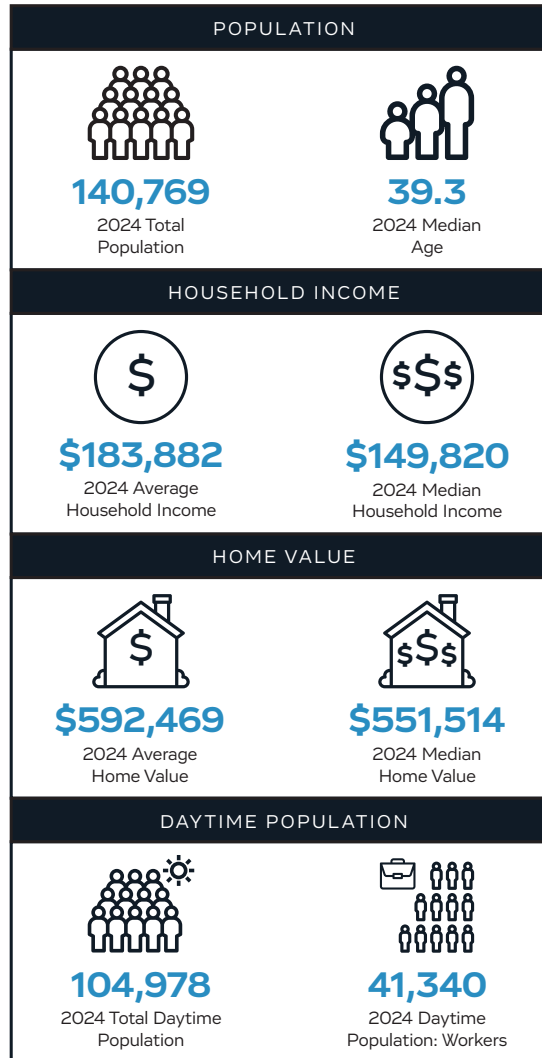 POPULATION
140,769
2024 Total
Population
39.3
2024 Median
Age
HOUSEHOLD INCOME
$
$183,882
2024 Average
Household Income
$$$
$149,820
2024 Median
Household Income
HOME VALUE
$
$592,469
2024 Average
Home Value
$$$
$551,514
2024 Median
Home Value
DAYTIME POPULATION
104,978
2024 Total Daytime
Population
41,340
2024 Daytime
Population: Workers